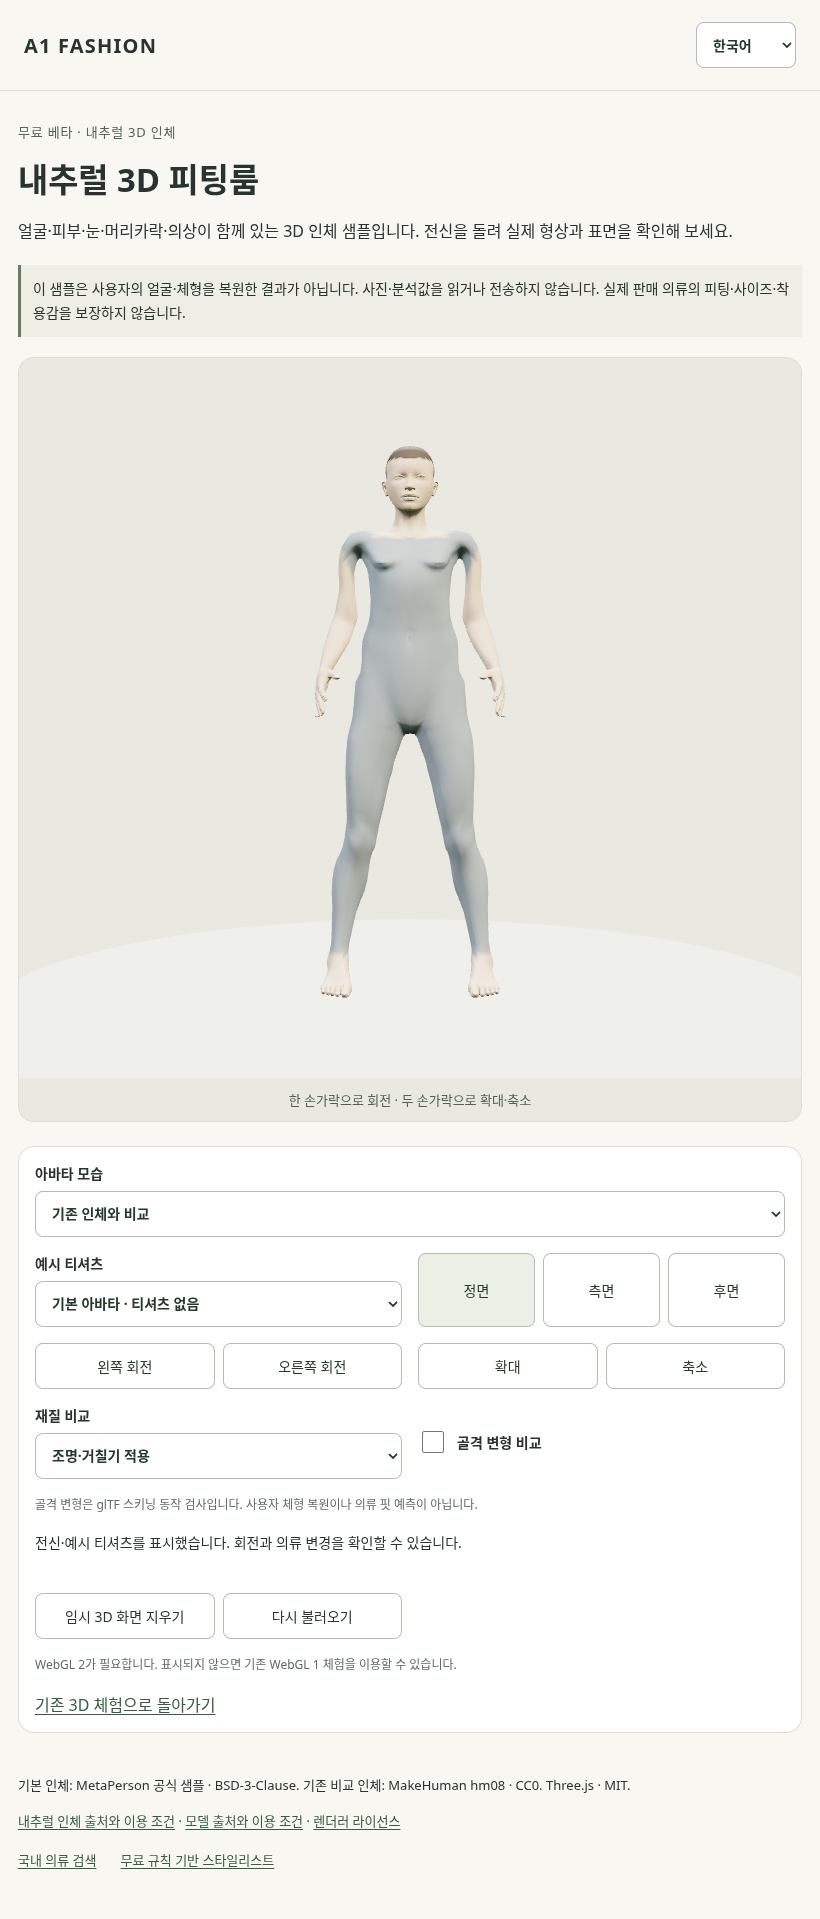 A1 FASHION
한국어
무료 베타 · 내추럴 3D 인체
내추럴 3D 피팅룸
얼굴·피부·눈·머리카락·의상이 함께 있는 3D 인체 샘플입니다. 전신을 돌려 실제 형상과 표면을 확인해 보세요.
이 샘플은 사용자의 얼굴·체형을 복원한 결과가 아닙니다. 사진·분석값을 읽거나 전송하지 않습니다. 실제 판매 의류의 피팅·사이즈·착
용감을 보장하지 않습니다.
한 손가락으로 회전 · 두 손가락으로 확대·축소
아바타 모습
기존 인체와 비교
예시 티셔츠
기본 아바타 · 티셔츠 없음
정면
측면
후면
왼쪽 회전
오른쪽 회전
확대
축소
재질 비교
조명·거칠기 적용
골격 변형 비교
골격 변형은 glTF 스키닝 동작 검사입니다. 사용자 체형 복원이나 의류 핏 예측이 아닙니다.
전신·예시 티셔츠를 표시했습니다. 회전과 의류 변경을 확인할 수 있습니다.
임시 3D 화면 지우기
다시 불러오기
WebGL 2가 필요합니다. 표시되지 않으면 기존 WebGL 1 체험을 이용할 수 있습니다.
기존 3D 체험으로 돌아가기
기본 인체: MetaPerson 공식 샘플 · BSD-3-Clause. 기존 비교 인체: MakeHuman hm08 · CC0. Three.js · MIT.
내추럴 인체 출처와 이용 조건 · 모델 출처와 이용 조건 · 렌더러 라이선스
국내 의류 검색 무료 규칙 기반 스타일리스트